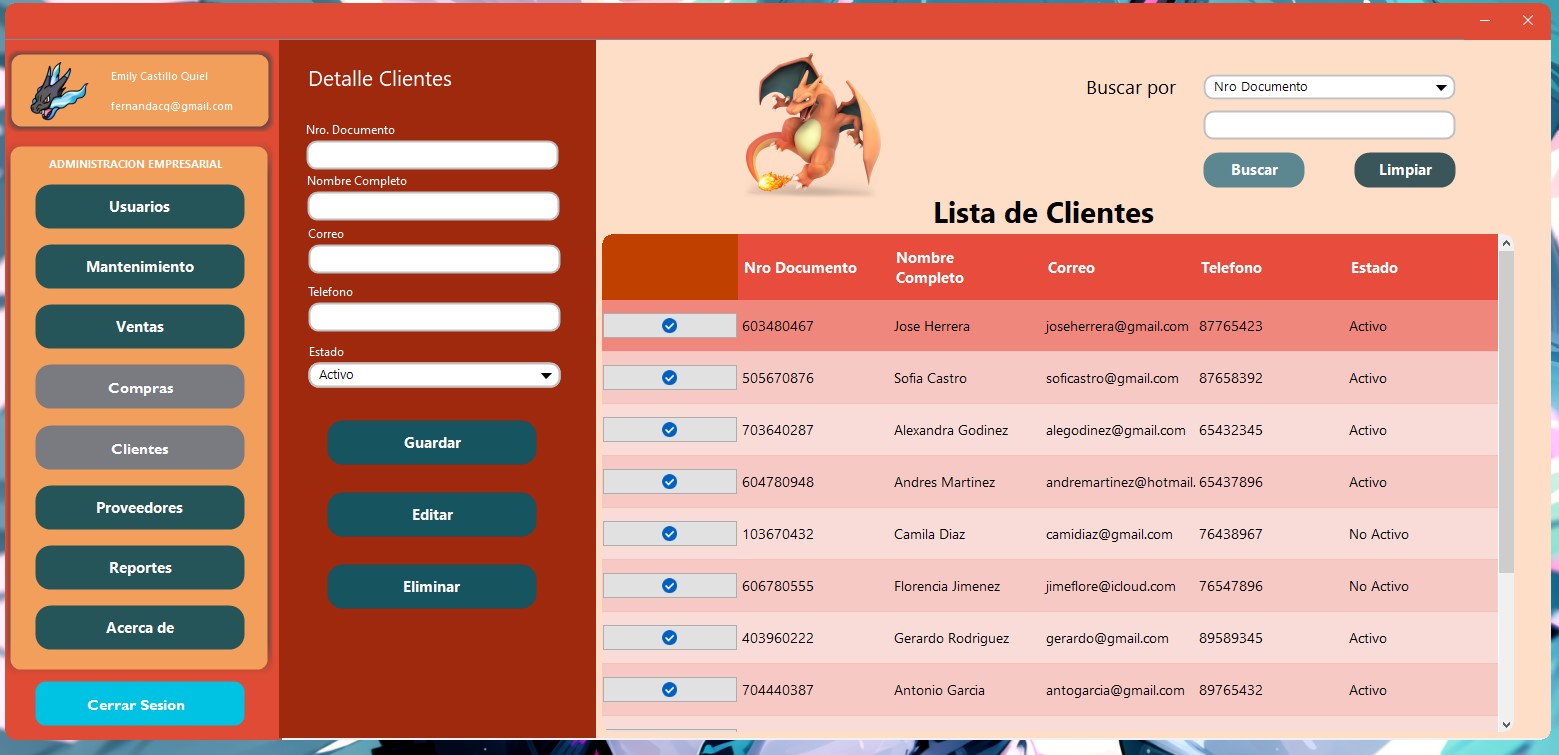 Emily Castillo Quiel
fernandacq@gmail.com
ADMINISTRACION EMPRESARIAL
Usuarios
Mantenimiento
Ventas
Compras
Clientes
Proveedores
Reportes
Acerca de
Cerrar Sesion
Detalle Clientes
Nro. Documento
Nombre Completo
Correo
Telefono
Estado
Activo
Guardar
Editar
Eliminar
Buscar por
Nro Documento
Buscar
Limpiar
Lista de Clientes
Nro Documento Nombre Completo Correo Telefono Estado
603480467 Jose Herrera joseherrera@gmail.com 87765423 Activo
505670876 Sofia Castro soficastro@gmail.com 87658392 Activo
703640287 Alexandra Godinez alegodinez@gmail.com 65432345 Activo
604780948 Andres Martinez andremartinez@hotmail. 65437896 Activo
103670432 Camila Diaz camidiaz@gmail.com 76438967 No Activo
606780555 Florencia Jimenez jimeflore@icloud.com 76547896 No Activo
403960222 Gerardo Rodriguez gerardo@gmail.com 89589345 Activo
704440387 Antonio Garcia antogarcia@gmail.com 89765432 Activo